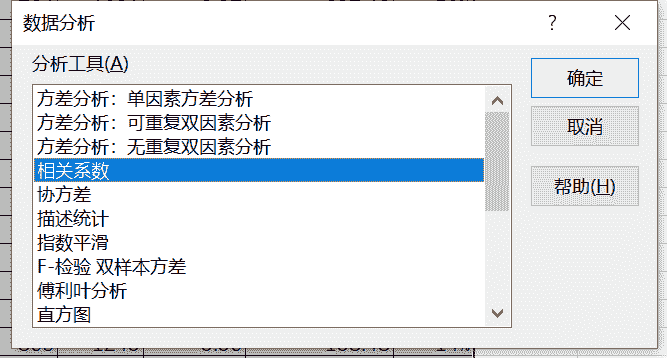 数据分析
?
分析工具(A)
方差分析：单因素方差分析
方差分析：可重复双因素分析
方差分析：无重复双因素分析
相关系数
协方差
描述统计
指数平滑
F-检验 双样本方差
傅利叶分析
直方图
确定
取消
帮助(H)